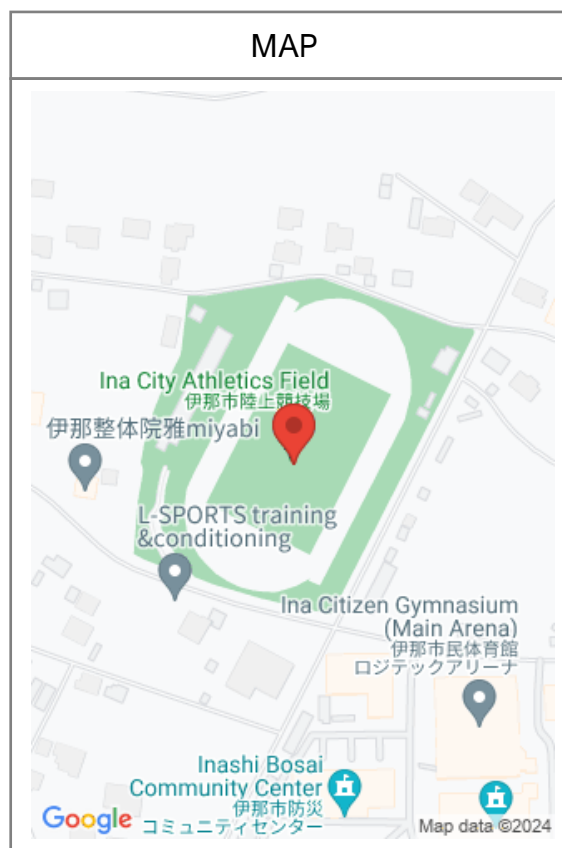 MAP
Ina City Athletics Field
伊那市陸上競技場
伊那整体院雅miyabi
L-SPORTS training
&conditioning
Ina Citizen Gymnasium
(Main Arena)
伊那市民体育館
ロジテックアリーナ
Inashi Bosai
Community Center
伊那市防災
コミュニティセンター
Google
Map data ©2024